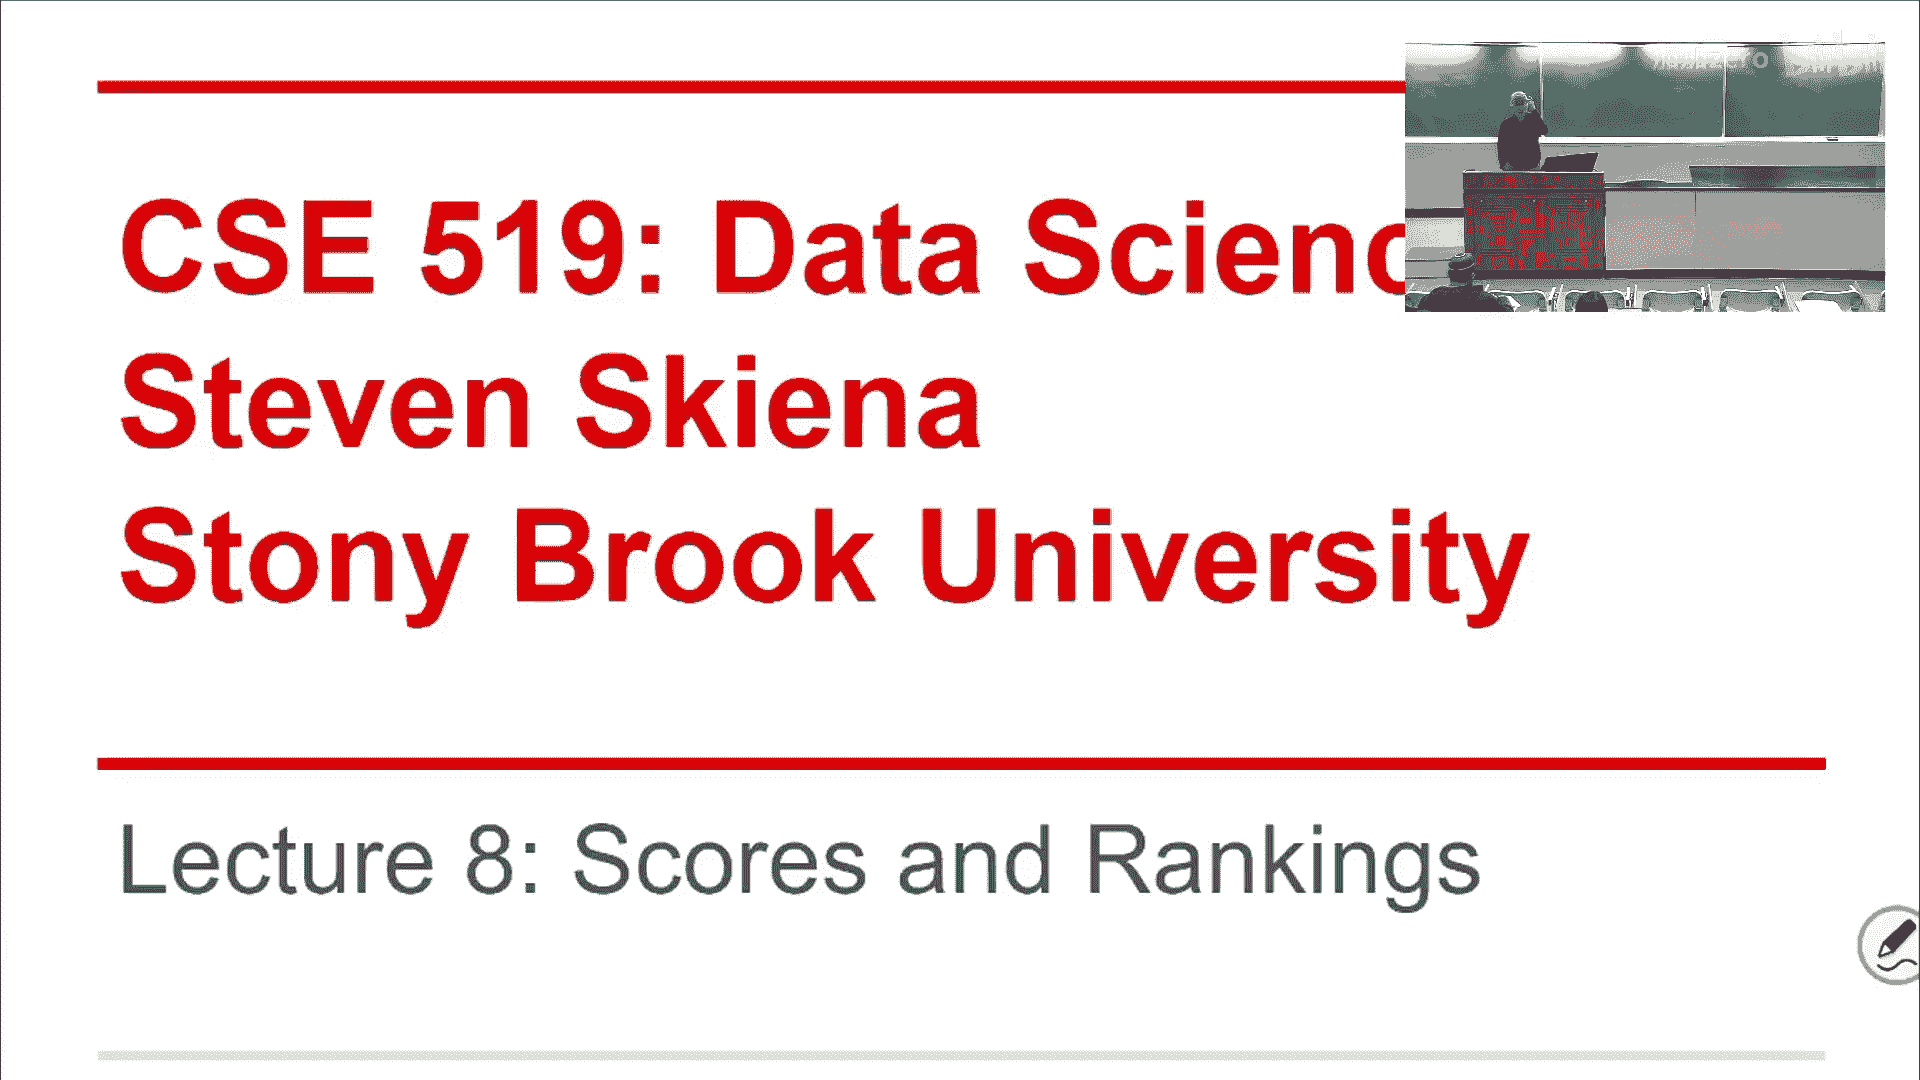 CSE 519: Data Scienc
Steven Skiena
Stony Brook University
Lecture 8: Scores and Rankings